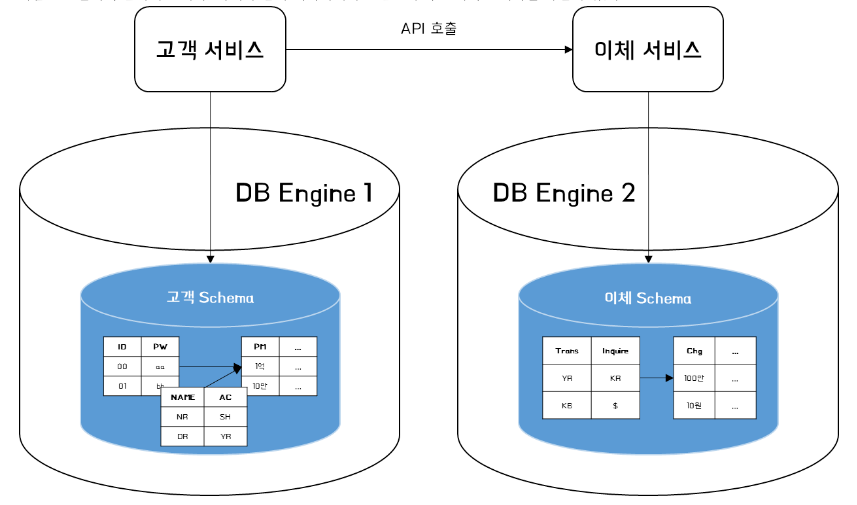 API 호출
고객 서비스
이체 서비스
DB Engine 1
DB Engine 2
고객 Schema
이체 Schema
ID PW
00 aa
01
PM ...
1억 ...
10만 ...
NAME AC
NR SH
DR YR
Trans Inquire
YR KR
KB $
Chg ...
100만 ...
10원 ...